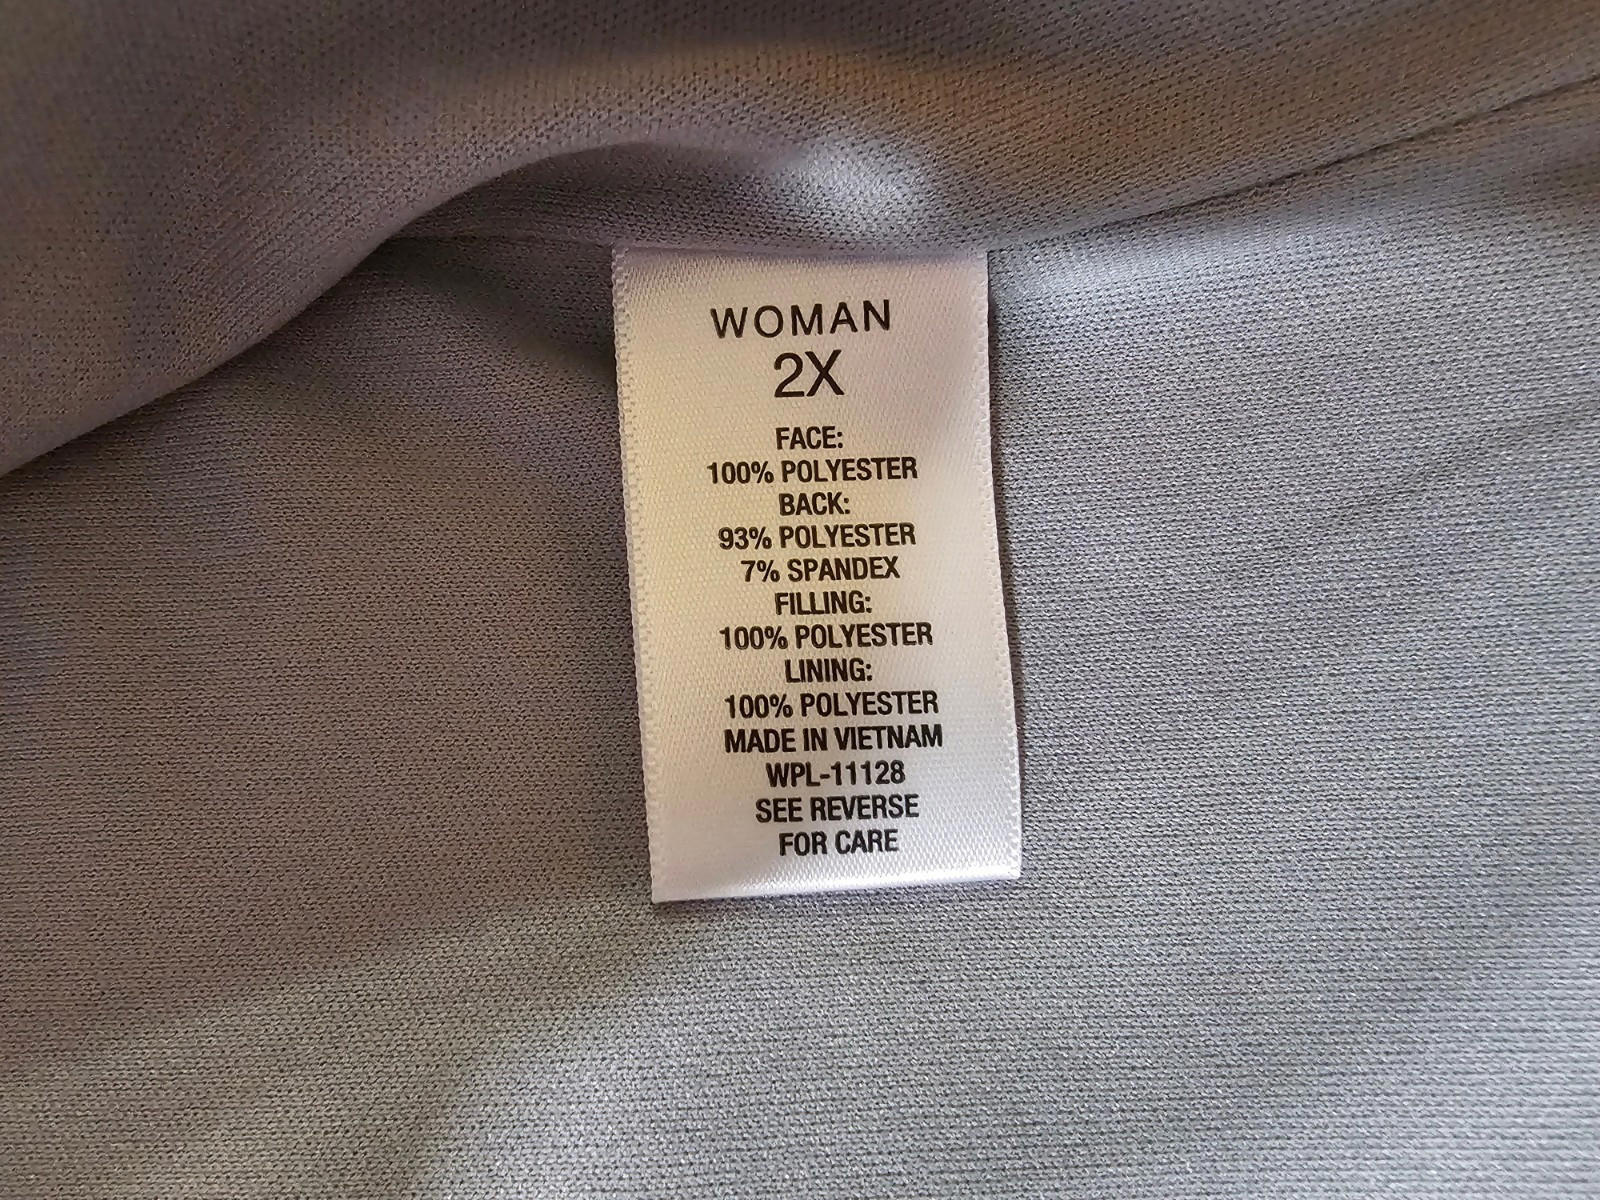 WOMAN
2X
FACE:
100% POLYESTER
BACK:
93% POLYESTER
7% SPANDEX
FILLING:
100% POLYESTER
LINING:
100% POLYESTER
MADE IN VIETNAM
WPL-11128
SEE REVERSE
FOR CARE